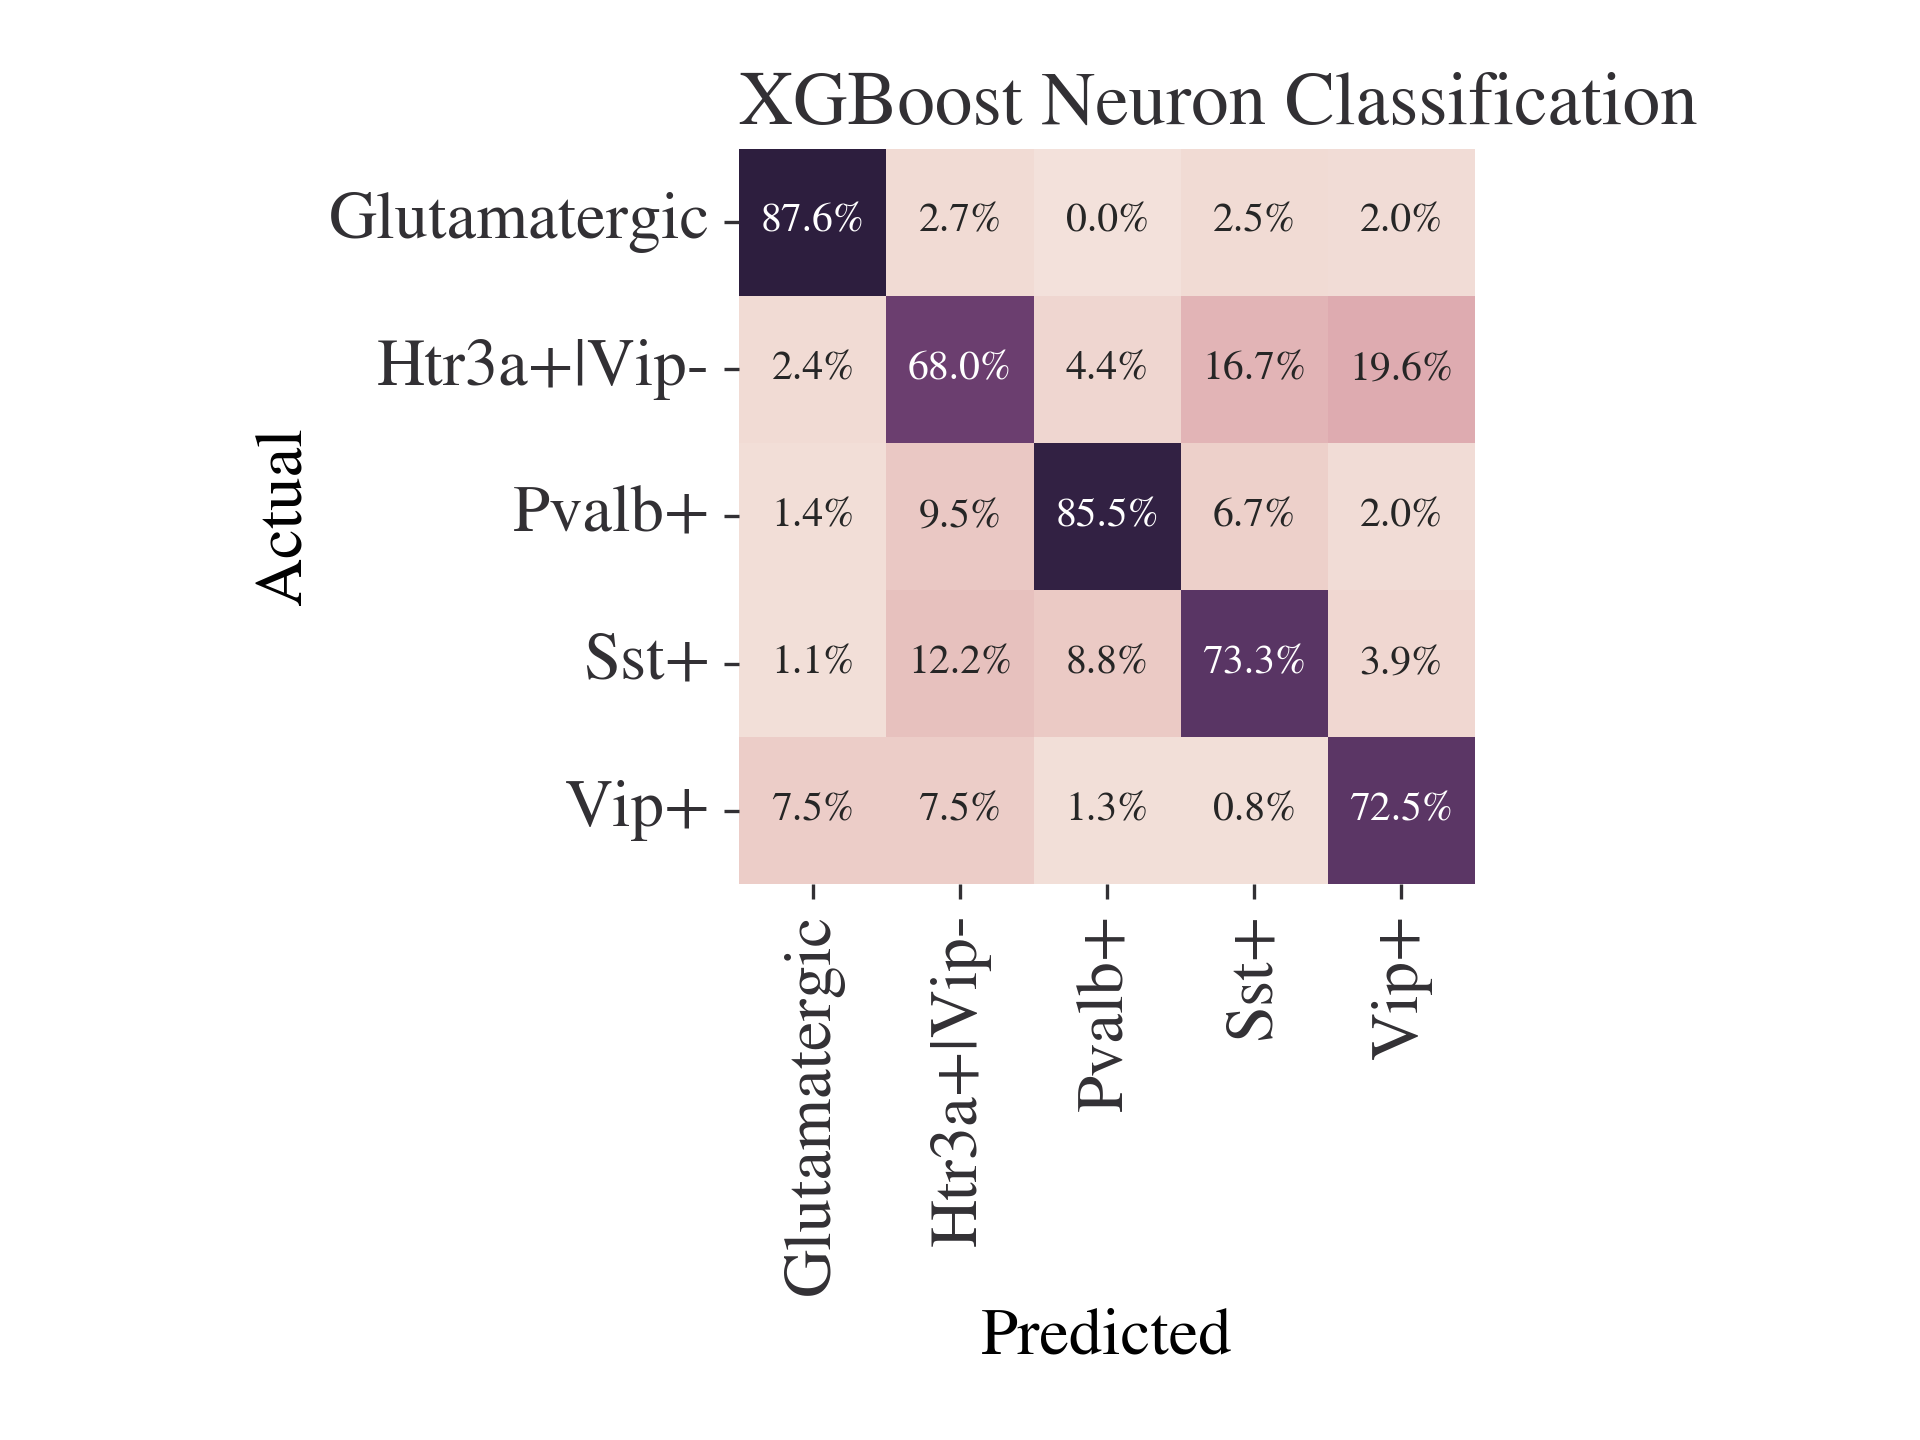 XGBoost Neuron Classification
Glutamatergic 87.6% 2.7% 0.0% 2.5% 2.0%
Htr3a+|Vip- 2.4% 68.0% 4.4% 16.7% 19.6%
Pvalb+ 1.4% 9.5% 85.5% 6.7% 2.0%
Sst+ 1.1% 12.2% 8.8% 73.3% 3.9%
Vip+ 7.5% 7.5% 1.3% 0.8% 72.5%
Actual
Glutamatergic
Htr3a+|Vip-
Pvalb+
Sst+
Vip+
Predicted